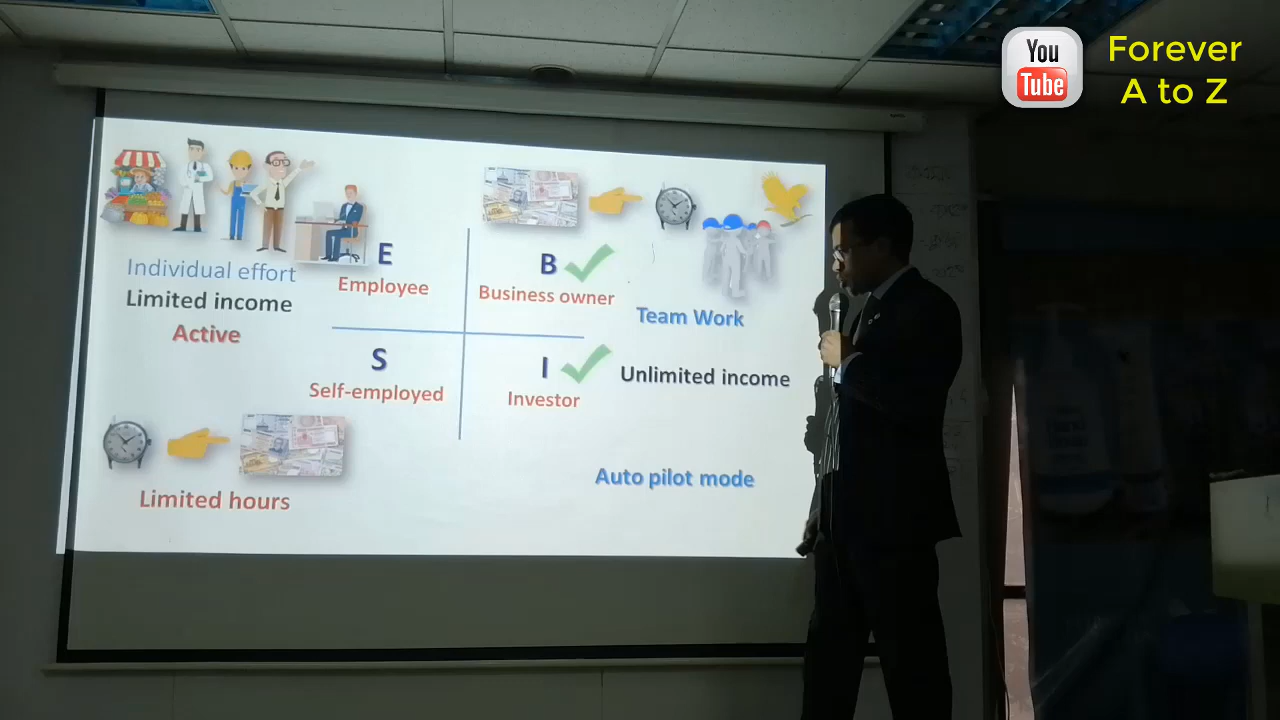 You
Tube
Forever
A to Z
Individual effort
Limited income
Active
E
Employee
B
Business owner
Team Work
S
Self-employed
I
Investor
Unlimited income
Limited hours
Auto pilot mode